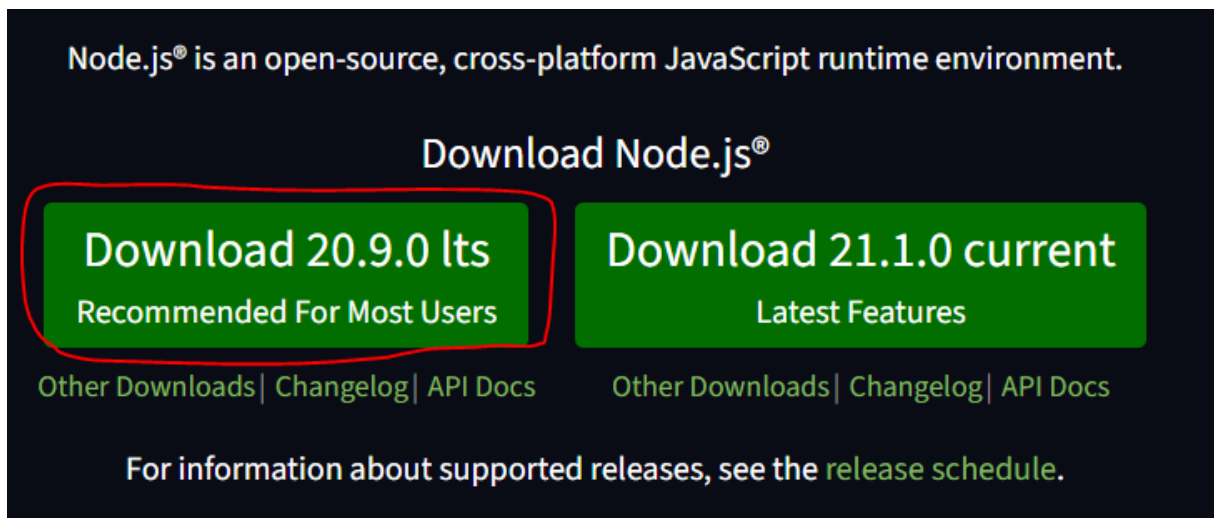 Node.js® is an open-source, cross-platform JavaScript runtime environment.
Download Node.js®
Download 20.9.0 lts
Recommended For Most Users
Download 21.1.0 current
Latest Features
Other Downloads| Changelog| API Docs
Other Downloads| Changelog| API Docs
For information about supported releases, see the release schedule.